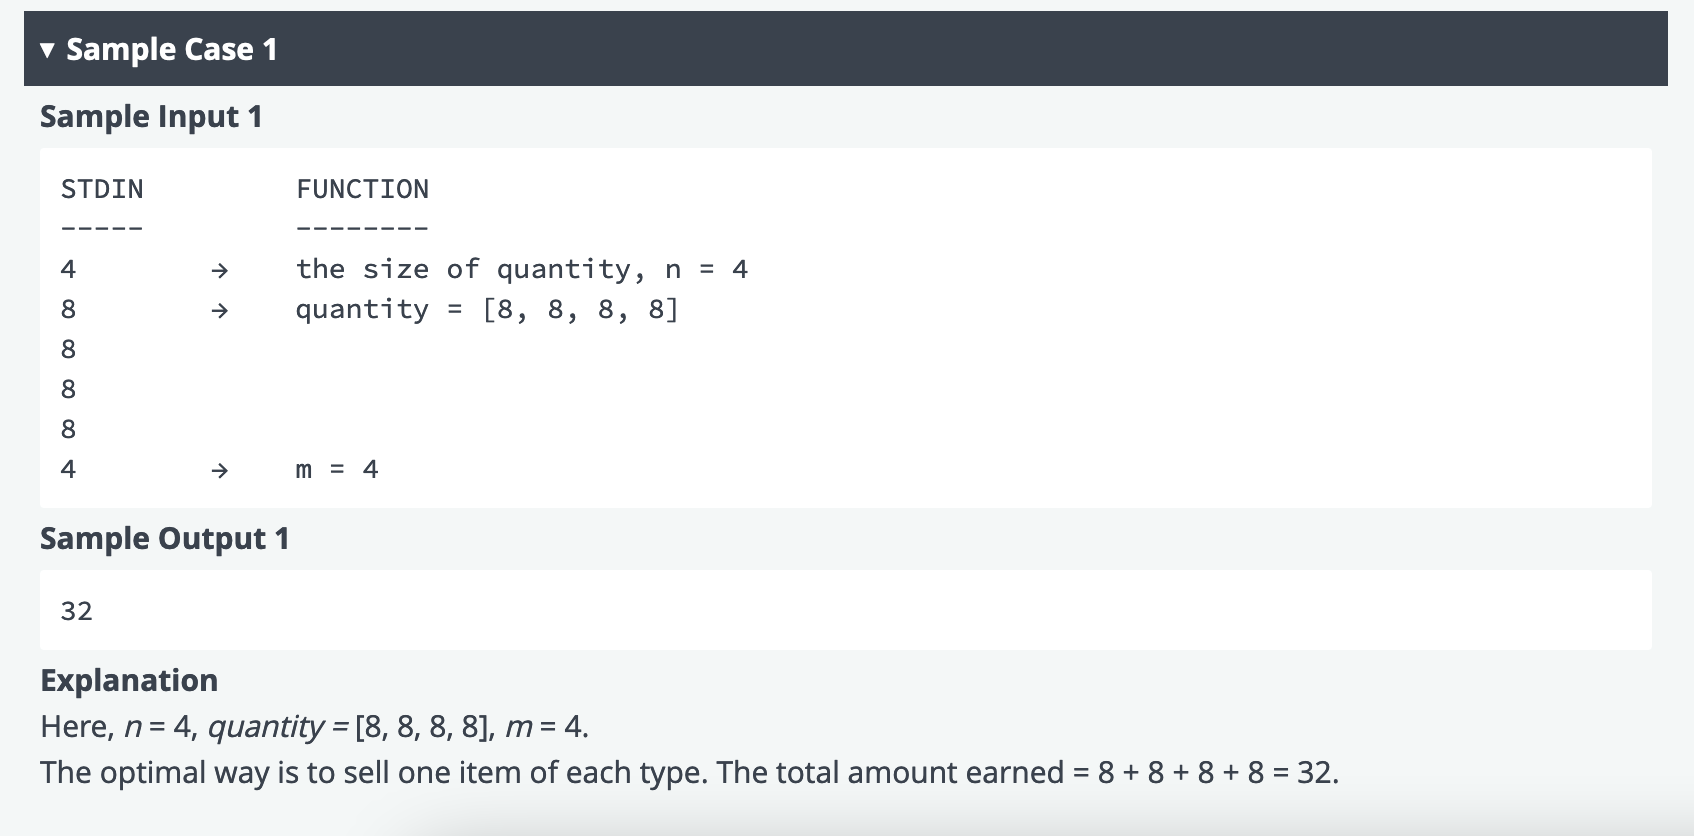 ▼ Sample Case 1
Sample Input 1
STDIN FUNCTION
----- --------
4 → the size of quantity, n = 4
8 → quantity = [8, 8, 8, 8]
8
8
8
4 → m = 4
Sample Output 1
32
Explanation
Here, n = 4, quantity = [8, 8, 8, 8], m = 4.
The optimal way is to sell one item of each type. The total amount earned = 8 + 8 + 8 + 8 = 32.